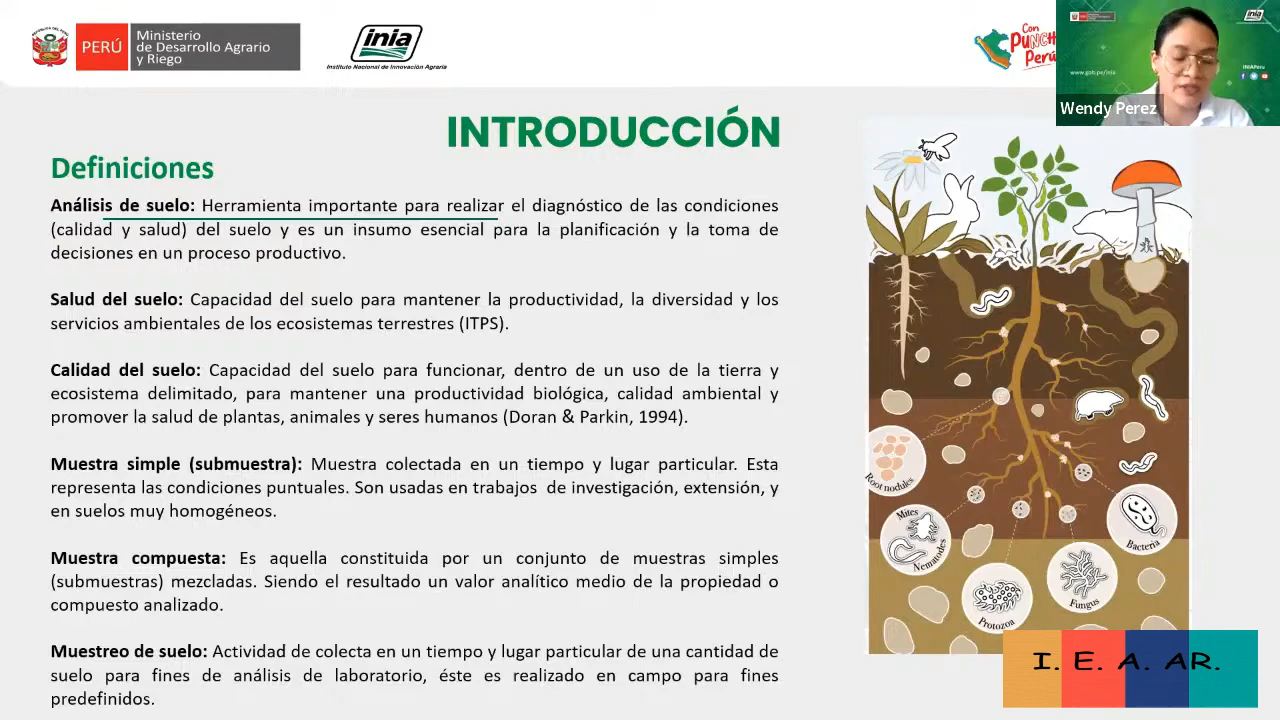 REPÚBLICA DEL PERÚ
PERÚ
Ministerio
de Desarrollo Agrario
y Riego
inia
Instituto Nacional de Innovación Agraria
Con
PUNCHE
Perú
www.gob.pe/inia
inia
INIAPeru
Wendy Perez
INTRODUCCIÓN
Definiciones
Análisis de suelo: Herramienta importante para realizar el diagnóstico de las condiciones
(calidad y salud) del suelo y es un insumo esencial para la planificación y la toma de
decisiones en un proceso productivo.
Salud del suelo: Capacidad del suelo para mantener la productividad, la diversidad y los
servicios ambientales de los ecosistemas terrestres (ITPS).
Calidad del suelo: Capacidad del suelo para funcionar, dentro de un uso de la tierra y
ecosistema delimitado, para mantener una productividad biológica, calidad ambiental y
promover la salud de plantas, animales y seres humanos (Doran & Parkin, 1994).
Muestra simple (submuestra): Muestra colectada en un tiempo y lugar particular. Esta
representa las condiciones puntuales. Son usadas en trabajos de investigación, extensión, y
en suelos muy homogéneos.
Muestra compuesta: Es aquella constituida por un conjunto de muestras simples
(submuestras) mezcladas. Siendo el resultado un valor analítico medio de la propiedad o
compuesto analizado.
Muestreo de suelo: Actividad de colecta en un tiempo y lugar particular de una cantidad de
suelo para fines de análisis de laboratorio, éste es realizado en campo para fines
predefinidos.
Root nodules
Mites
Nematodes
Protozoa
Fungus
Bacteria
I. E. A. AR.